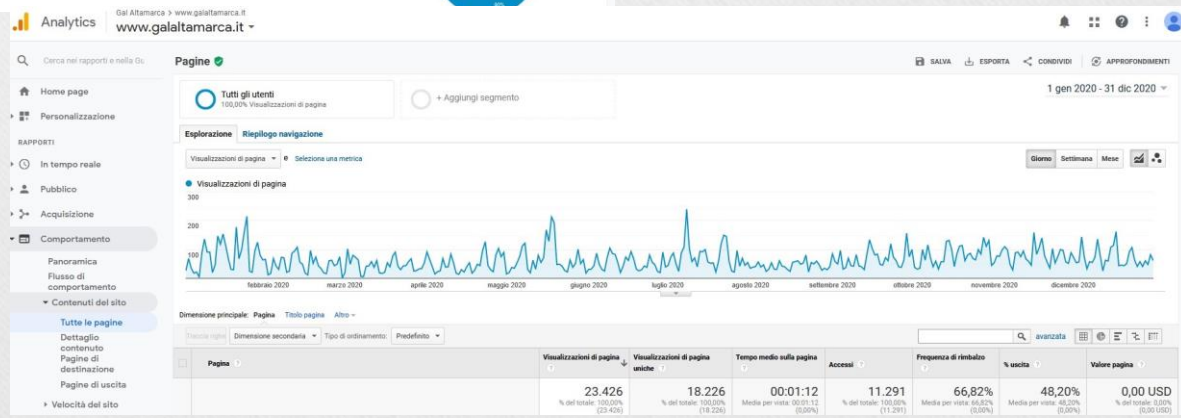 Analytics
Gal Altamarca > www.galaltamarca.it
www.galaltamarca.it
Cerca nei rapporti e nella Gu
Home page
Personalizzazione
RAPPORTI
In tempo reale
Pubblico
Acquisizione
Comportamento
Panoramica
Flusso di
comportamento
Contenuti del sito
Tutte le pagine
Dettaglio
contenuto
Pagine di
destinazione
Pagine di uscita
Velocità del sito
Pagine
SALVA ESPORTA CONDIVIDI APPROFONDIMENTI
Tutti gli utenti
100,00% Visualizzazioni di pagina
+ Aggiungi segmento
1 gen 2020 - 31 dic 2020
Esplorazione Riepilogo navigazione
Visualizzazioni di pagina e Seleziona una metrica
Giorno Settimana Mese
Visualizzazioni di pagina
300
200
100
febbraio 2020 marzo 2020 aprile 2020 maggio 2020 giugno 2020 luglio 2020 agosto 2020 settembre 2020 ottobre 2020 novembre 2020 dicembre 2020
Dimensione principale: Pagina Titolo pagina Altro
Dimensione secondaria Tipo di ordinamento: Predefinito
avanzata
Pagina
Visualizzazioni di pagina
Visualizzazioni di pagina
uniche
Tempo medio sulla pagina
Accessi
Frequenza di rimbalzo
% uscita
Valore pagina
23.426
% del totale: 100,00%
(23.426)
18.226
% del totale: 100,00%
(18.226)
00:01:12
Media per vista: 00:01:12
(0,00%)
11.291
% del totale: 100,00%
(11.291)
66,82%
Media per vista: 66,82%
(0,00%)
48,20%
Media per vista: 48,20%
(0,00%)
0,00 USD
% del totale: 0,00%
(0,00 USD)